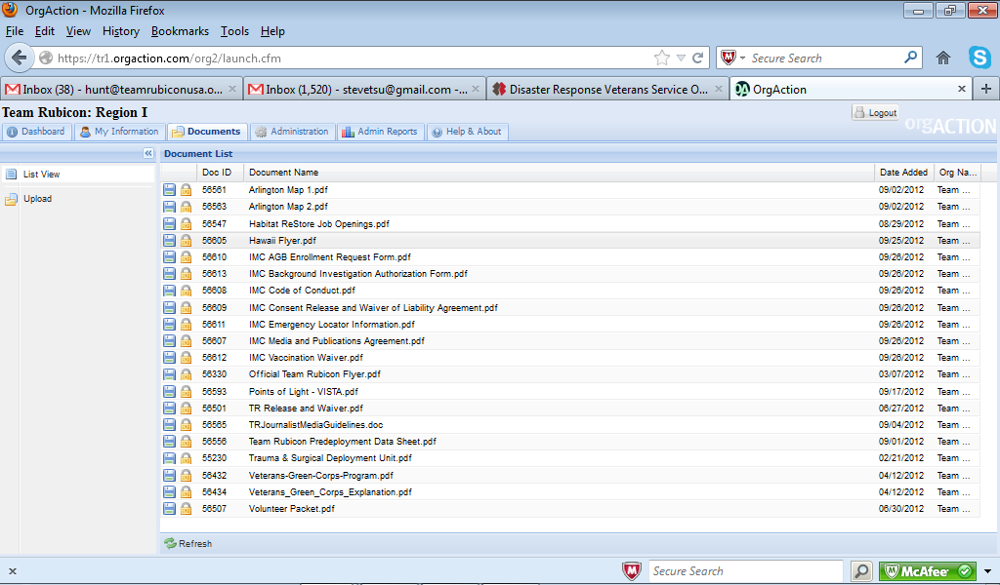 OrgAction - Mozilla Firefox
File Edit View History Bookmarks Tools Help
https://tr1.orgaction.com/org2/launch.cfm Secure Search
Inbox (38) - hunt@teamrubiconusa.o... × Inbox (1,520) - stevetsu@gmail.com -... × Disaster Response Veterans Service O... × OrgAction ×
Team Rubicon: Region I Logout orgACTION
Dashboard My Information Documents Administration Admin Reports Help & About
Document List
List View
Upload
Doc ID Document Name Date Added Org Na...
56561 Arlington Map 1.pdf 09/02/2012 Team ...
56563 Arlington Map 2.pdf 09/02/2012 Team ...
56547 Habitat ReStore Job Openings.pdf 08/29/2012 Team ...
56605 Hawaii Flyer.pdf 09/25/2012 Team ...
56610 IMC AGB Enrollment Request Form.pdf 09/26/2012 Team ...
56613 IMC Background Investigation Authorization Form.pdf 09/26/2012 Team ...
56608 IMC Code of Conduct.pdf 09/26/2012 Team ...
56609 IMC Consent Release and Waiver of Liability Agreement.pdf 09/26/2012 Team ...
56611 IMC Emergency Locator Information.pdf 09/26/2012 Team ...
56607 IMC Media and Publications Agreement.pdf 09/26/2012 Team ...
56612 IMC Vaccination Waiver.pdf 09/26/2012 Team ...
56330 Official Team Rubicon Flyer.pdf 03/07/2012 Team ...
56593 Points of Light - VISTA.pdf 09/17/2012 Team ...
56501 TR Release and Waiver.pdf 06/27/2012 Team ...
56565 TRJournalistMediaGuidelines.doc 09/04/2012 Team ...
56556 Team Rubicon Predeployment Data Sheet.pdf 09/01/2012 Team ...
55230 Trauma & Surgical Deployment Unit.pdf 02/21/2012 Team ...
56432 Veterans-Green-Corps-Program.pdf 04/12/2012 Team ...
56434 Veterans_Green_Corps_Explanation.pdf 04/12/2012 Team ...
56507 Volunteer Packet.pdf 06/30/2012 Team ...
Refresh
× Secure Search McAfee